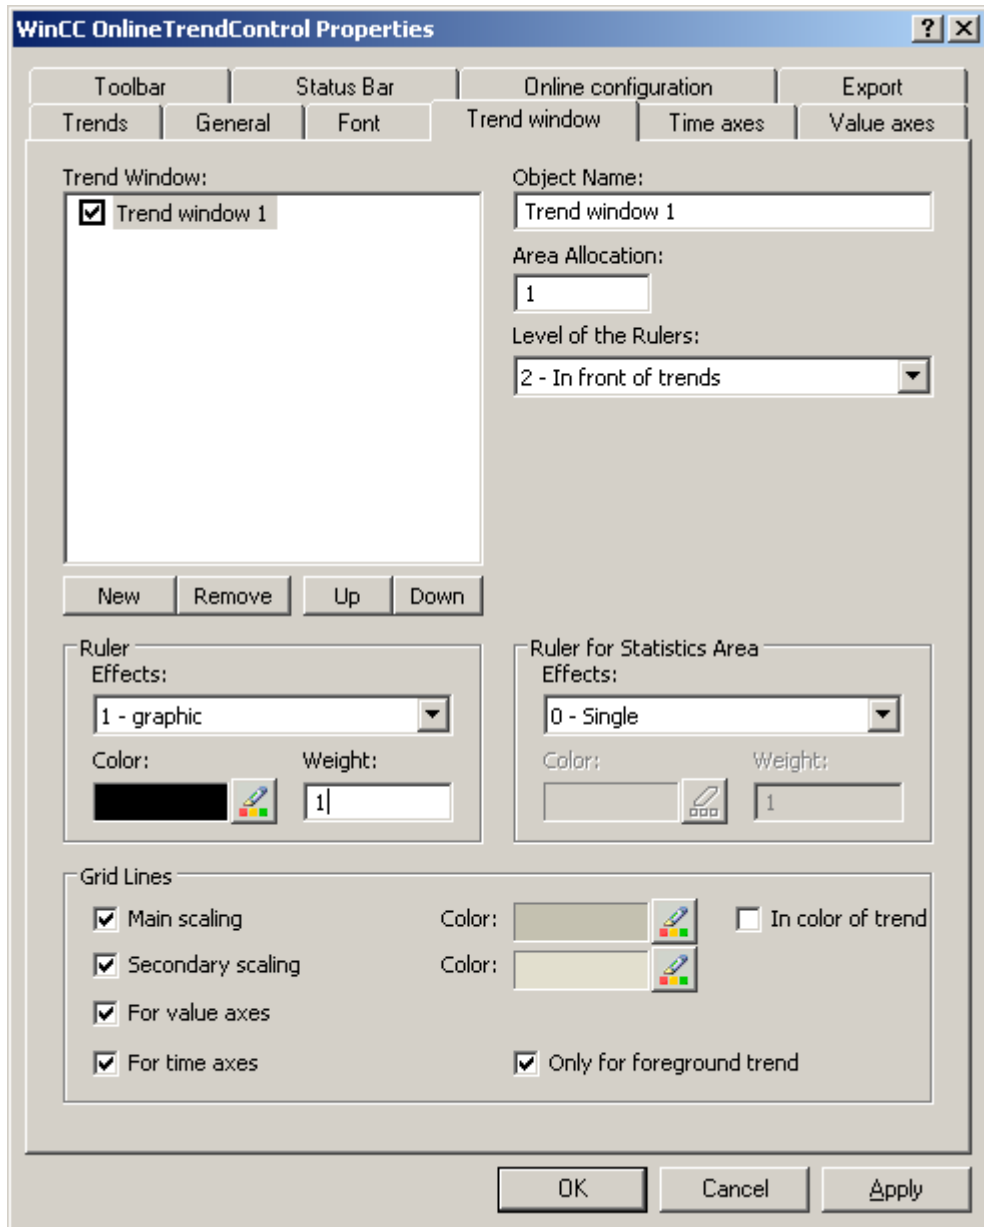 WinCC OnlineTrendControl Properties
Toolbar Status Bar Online configuration Export
Trends General Font Trend window Time axes Value axes
Trend Window:
Trend window 1
Object Name:
Trend window 1
Area Allocation:
1
Level of the Rulers:
2 - In front of trends
New Remove Up Down
Ruler
Effects:
1 - graphic
Color: Weight:
1
Ruler for Statistics Area
Effects:
0 - Single
Color: Weight:
1
Grid Lines
Main scaling Color: In color of trend
Secondary scaling Color:
For value axes
For time axes Only for foreground trend
OK Cancel Apply